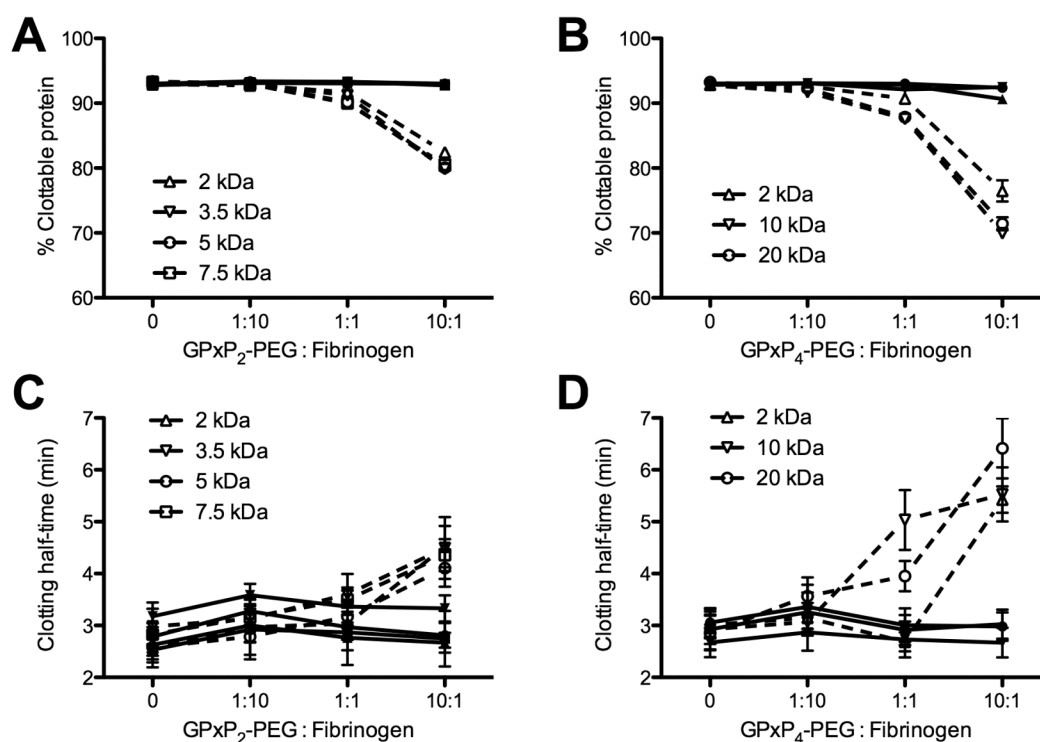 A
% Clottable protein
100
90
80
70
60
2 kDa
3.5 kDa
5 kDa
7.5 kDa
0
1:10
1:1
10:1
GPxP2-PEG : Fibrinogen
B
% Clottable protein
100
90
80
70
60
2 kDa
10 kDa
20 kDa
0
1:10
1:1
10:1
GPxP4-PEG : Fibrinogen
C
Clotting half-time (min)
7
6
5
4
3
2
2 kDa
3.5 kDa
5 kDa
7.5 kDa
0
1:10
1:1
10:1
GPxP2-PEG : Fibrinogen
D
Clotting half-time (min)
7
6
5
4
3
2
2 kDa
10 kDa
20 kDa
0
1:10
1:1
10:1
GPxP4-PEG : Fibrinogen